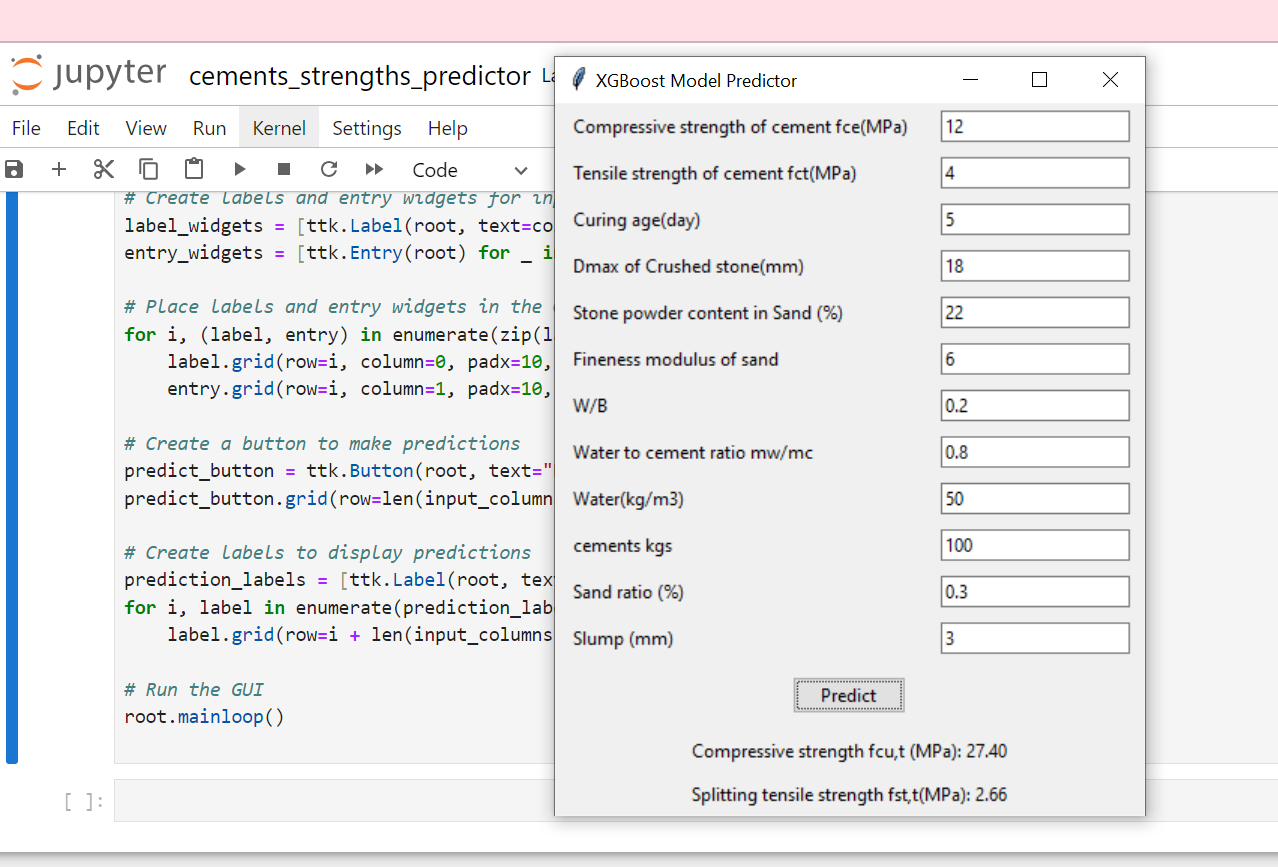 jupyter cements_strengths_predictor
File Edit View Run Kernel Settings Help
Code
# Create labels and entry widgets for
label_widgets = [ttk.Label(root, text=co
entry_widgets = [ttk.Entry(root) for _
# Place labels and entry widgets in the
for i, (label, entry) in enumerate(zip(l
label.grid(row=i, column=0, padx=10,
entry.grid(row=i, column=1, padx=10,
# Create a button to make predictions
predict_button = ttk.Button(root, text="
predict_button.grid(row=len(input_column
# Create labels to display predictions
prediction_labels = [ttk.Label(root, tex
for i, label in enumerate(prediction_lab
label.grid(row=i + len(input_columns
# Run the GUI
root.mainloop()
[ ]:
XGBoost Model Predictor
Compressive strength of cement fce(MPa) 12
Tensile strength of cement fct(MPa) 4
Curing age(day) 5
Dmax of Crushed stone(mm) 18
Stone powder content in Sand (%) 22
Fineness modulus of sand 6
W/B 0.2
Water to cement ratio mw/mc 0.8
Water(kg/m3) 50
cements kgs 100
Sand ratio (%) 0.3
Slump (mm) 3
Predict
Compressive strength fcu,t (MPa): 27.40
Splitting tensile strength fst,t(MPa): 2.66